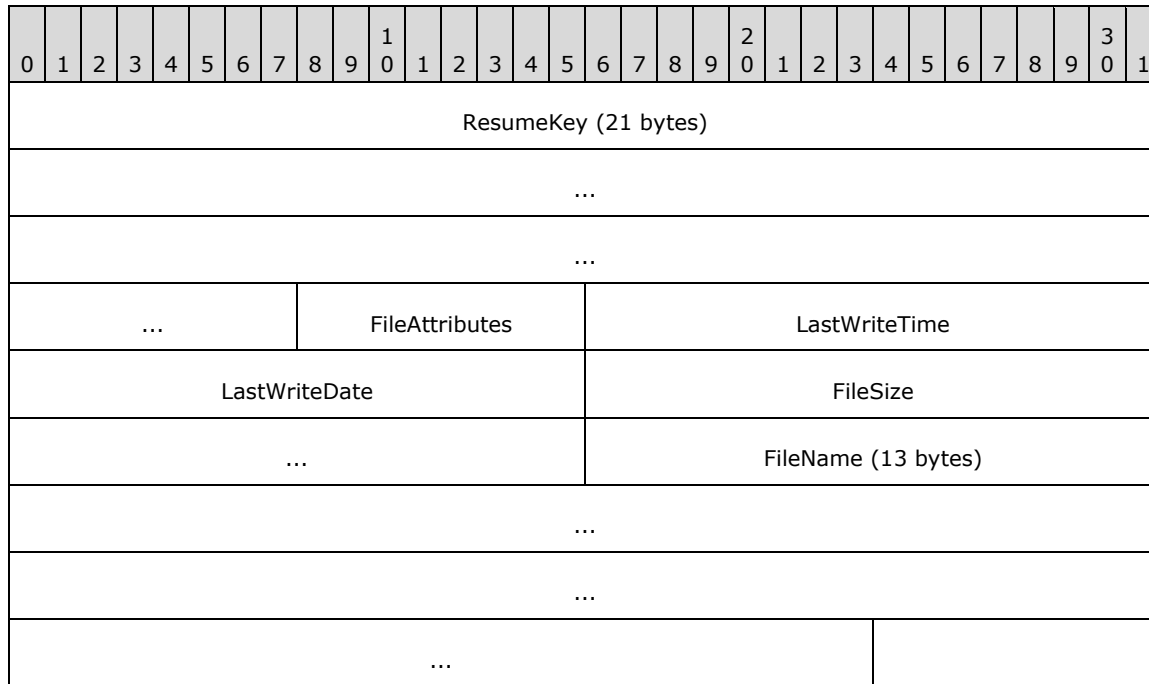 1 2 3
0 1 2 3 4 5 6 7 8 9 0 1 2 3 4 5 6 7 8 9 0 1 2 3 4 5 6 7 8 9 0 1
ResumeKey (21 bytes)
...
...
... FileAttributes LastWriteTime
LastWriteDate FileSize
... FileName (13 bytes)
...
...
...